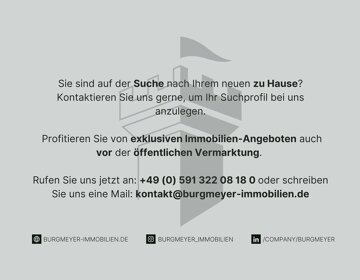 Sie sind auf der Suche nach Ihrem neuen zu Hause?
Kontaktieren Sie uns gerne, um Ihr Suchprofil bei uns
anzulegen.
Profitieren Sie von exklusiven Immobilien-Angeboten auch
vor der öffentlichen Vermarktung.
Rufen Sie uns jetzt an: +49 (0) 591 322 08 18 0 oder schreiben
Sie uns eine Mail: kontakt@burgmeyer-immobilien.de
BURGMEYER-IMMOBILIEN.DE BURGMEYER_IMMOBILIEN /COMPANY/BURGMEYER